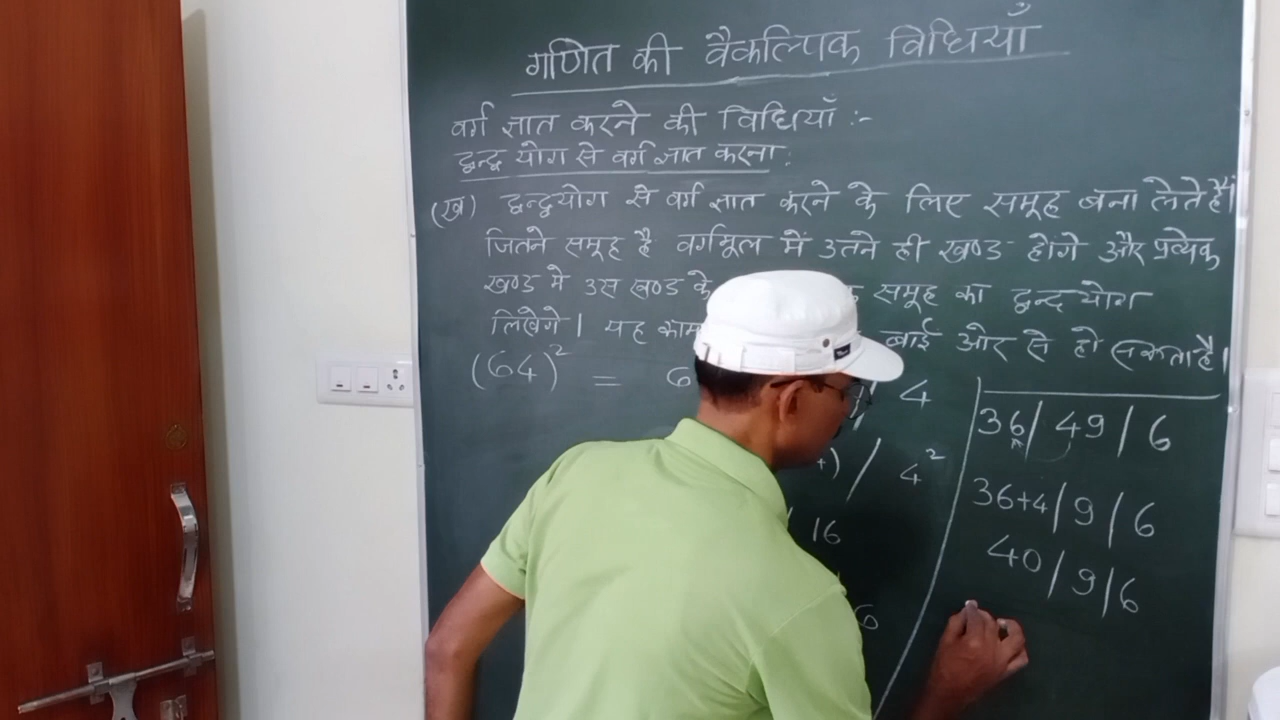 गणित की वैकल्पिक विधियाँ
वर्ग ज्ञात करने की विधियाँ :-
द्वन्द्व योग से वर्ग ज्ञात करना :
(ख) द्वन्द्वयोग से वर्ग ज्ञात करने के लिए समूह बना लेते हैं।
जितने समूह है वर्गमूल में उतने ही खण्ड होंगे और प्रत्येक
खण्ड मे उस खण्ड के समूह का द्वन्द योग
लिखेगे। यह काम बाई ओर से हो सकता है।
(64)² = 6 / 4
+) / 4²
/ 16
6
36 / 49 / 6
36+4 / 9 / 6
40 / 9 / 6